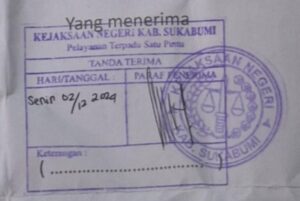 Yang menerima
KEJAKSAAN NEGERI KAB. SUKABUMI
Pelayanan Terpadu Satu Pintu
TANDA TERIMA
HARI/TANGGAL : PARAF PENERIMA
Senin 02/12 2024
KEJAKSAAN NEGERI
KAB. SUKABUMI
Keterangan :
( .................................. )